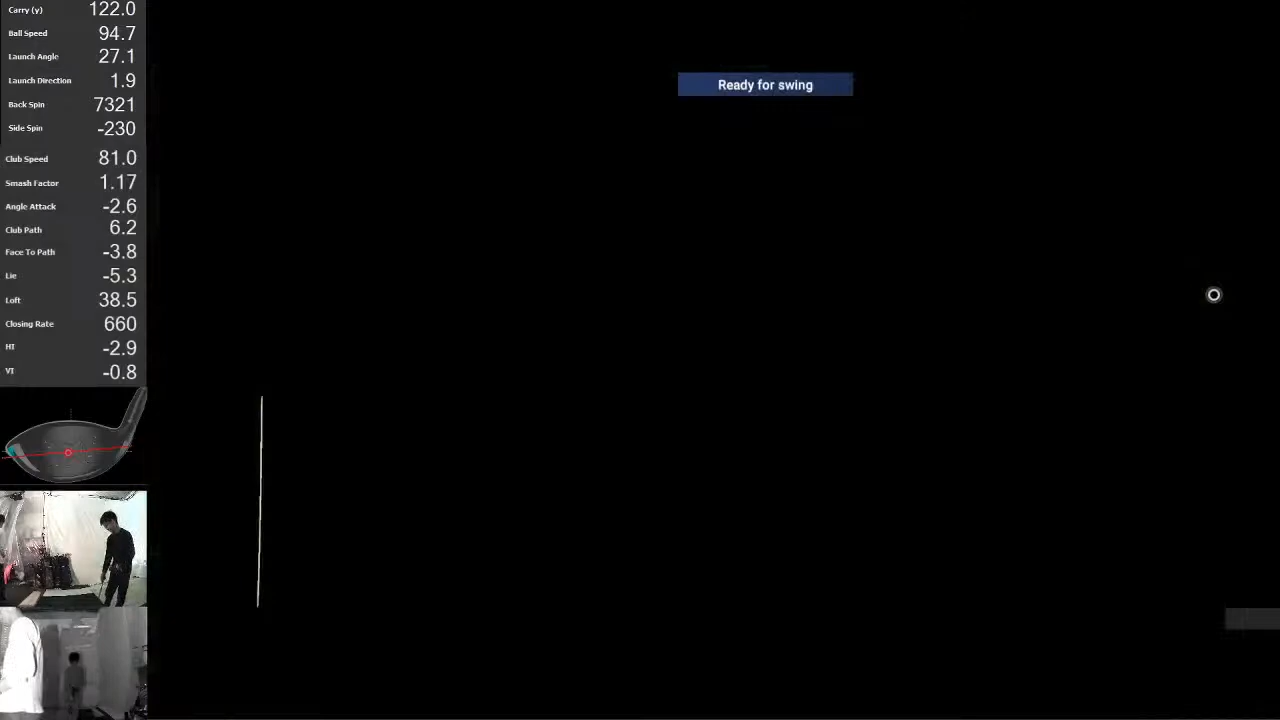 Carry (y) 122.0
Ball Speed 94.7
Launch Angle 27.1
Launch Direction 1.9
Back Spin 7321
Side Spin -230
Club Speed 81.0
Smash Factor 1.17
Angle Attack -2.6
Club Path 6.2
Face To Path -3.8
Lie -5.3
Loft 38.5
Closing Rate 660
HI -2.9
VI -0.8
Ready for swing